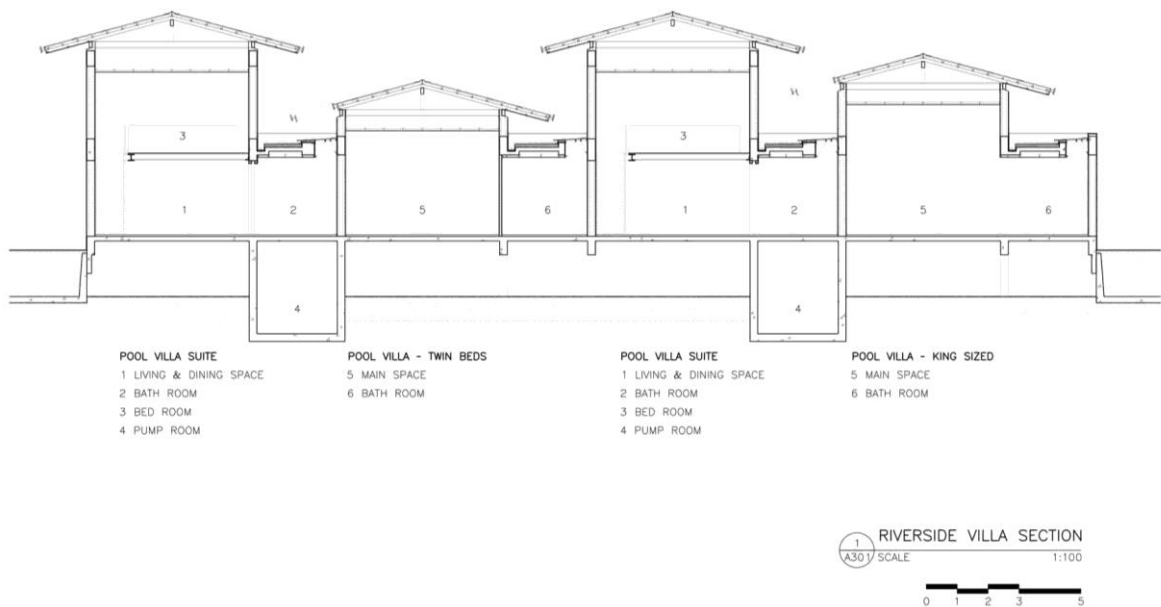 3
3
1
2
5
6
1
2
5
6
4
4
POOL VILLA SUITE
1 LIVING & DINING SPACE
2 BATH ROOM
3 BED ROOM
4 PUMP ROOM
POOL VILLA - TWIN BEDS
5 MAIN SPACE
6 BATH ROOM
POOL VILLA SUITE
1 LIVING & DINING SPACE
2 BATH ROOM
3 BED ROOM
4 PUMP ROOM
POOL VILLA - KING SIZED
5 MAIN SPACE
6 BATH ROOM
1
A301
RIVERSIDE VILLA SECTION
SCALE 1:100
0 1 2 3 5